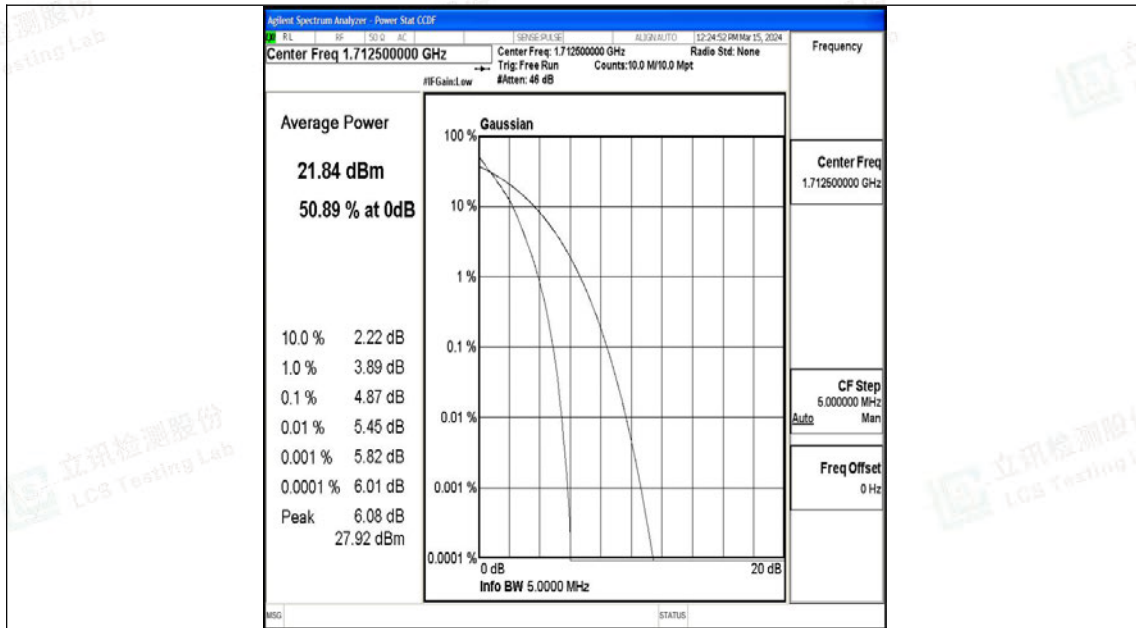 Agilent Spectrum Analyzer - Power Stat CCDF
RL RF 50 Ω AC SENSE:PULSE ALIGNAUTO 12:24:52 PM Mar 15, 2024
Center Freq 1.712500000 GHz
Center Freq: 1.712500000 GHz Radio Std: None
Trig: Free Run Counts:10.0 M/10.0 Mpt
#IFGain:Low #Atten: 46 dB
Frequency
Average Power
21.84 dBm
50.89 % at 0dB
10.0 % 2.22 dB
1.0 % 3.89 dB
0.1 % 4.87 dB
0.01 % 5.45 dB
0.001 % 5.82 dB
0.0001 % 6.01 dB
Peak 6.08 dB
27.92 dBm
Gaussian
100 %
10 %
1 %
0.1 %
0.01 %
0.001 %
0.0001 %
0 dB 20 dB
Info BW 5.0000 MHz
Center Freq
1.712500000 GHz
CF Step
5.000000 MHz
Auto Man
Freq Offset
0 Hz
MSG STATUS
立讯检测股份
LCS Testing Lab